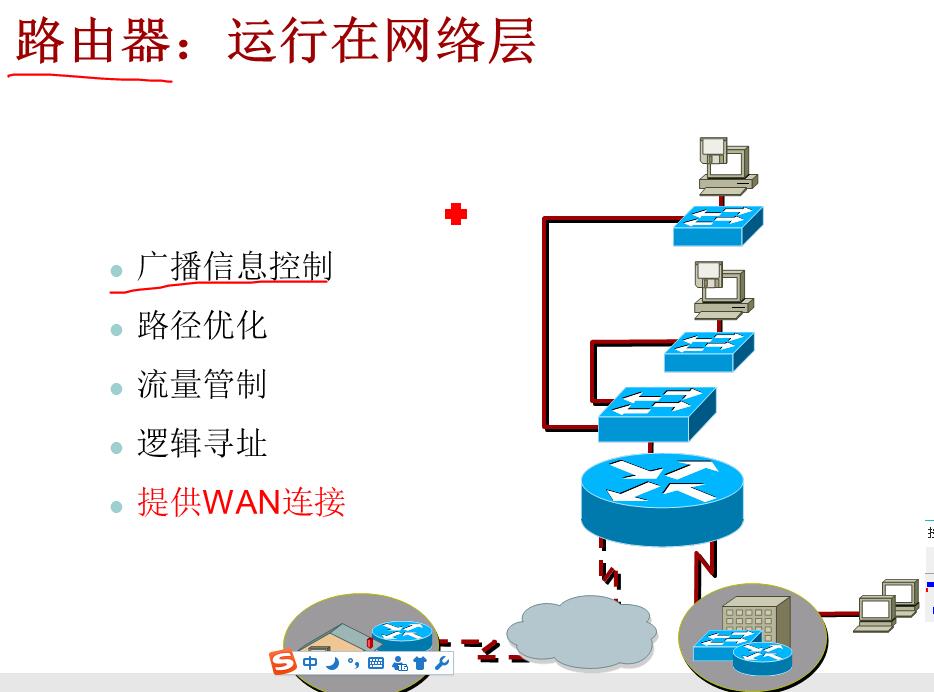 路由器：运行在网络层
广播信息控制
路径优化
流量管制
逻辑寻址
提供WAN连接
中